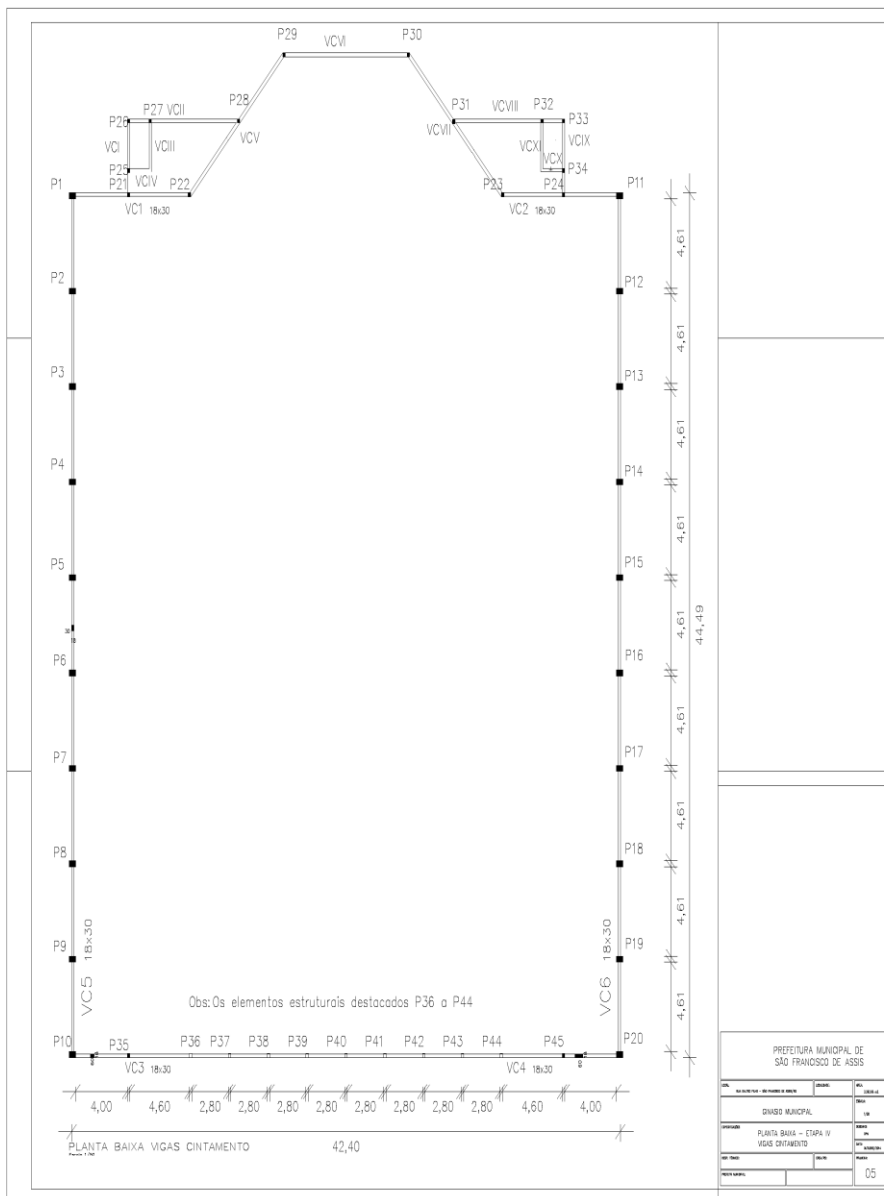 P29 VCVI P30
P28
P26 P27 VCII
P31 VCVIII P32 P33
VCI VCIII VCV VCVII VCXI VCIX
P25 VCX P34
VCIV
P1 P21 P22 P23 P24 P11
VC1 18x30 VC2 18x30
4,61
P2 P12
4,61
P3 P13
4,61
P4 P14
4,61
P5 P15
4,61
44,49
P6 P16
4,61
P7 P17
4,61
P8 P18
4,61
P9 P19
VC5 18x30
VC6 18x30
4,61
Obs: Os elementos estruturais destacados P36 a P44
P10 P35 P36 P37 P38 P39 P40 P41 P42 P43 P44 P45 P20
VC3 18x30 VC4 18x30
4,00 4,60 2,80 2,80 2,80 2,80 2,80 2,80 2,80 2,80 4,60 4,00
PLANTA BAIXA VIGAS CINTAMENTO 42,40
PREFEITURA MUNICIPAL DE
SÃO FRANCISCO DE ASSIS
GINASIO MUNICIPAL
PLANTA BAIXA - ETAPA IV
VIGAS CINTAMENTO
05